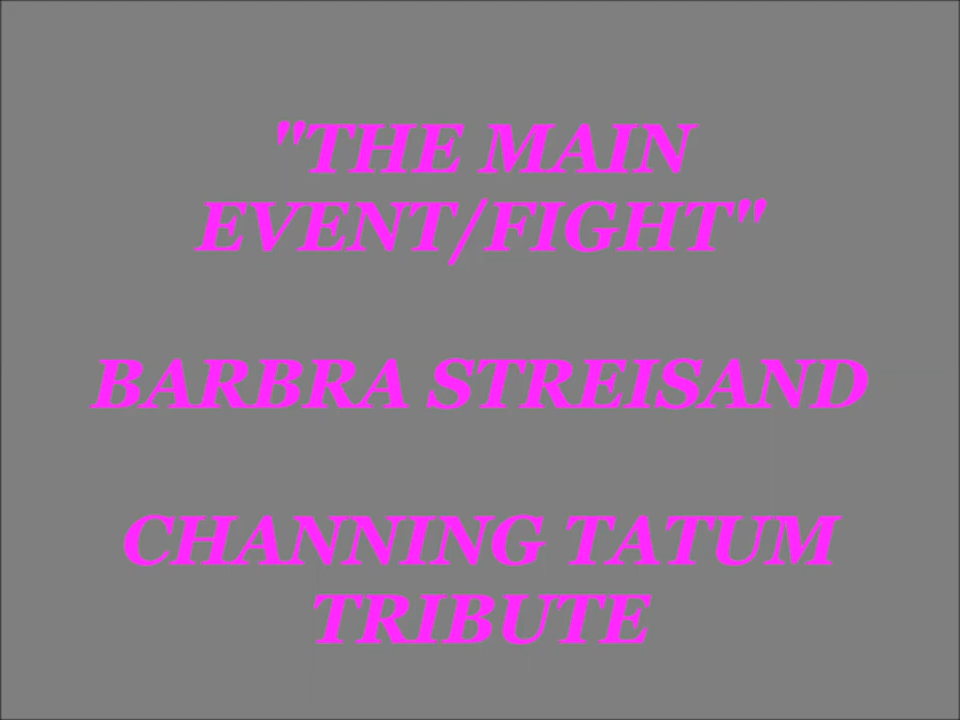 "THE MAIN
EVENT/FIGHT"
BARBRA STREISAND
CHANNING TATUM
TRIBUTE